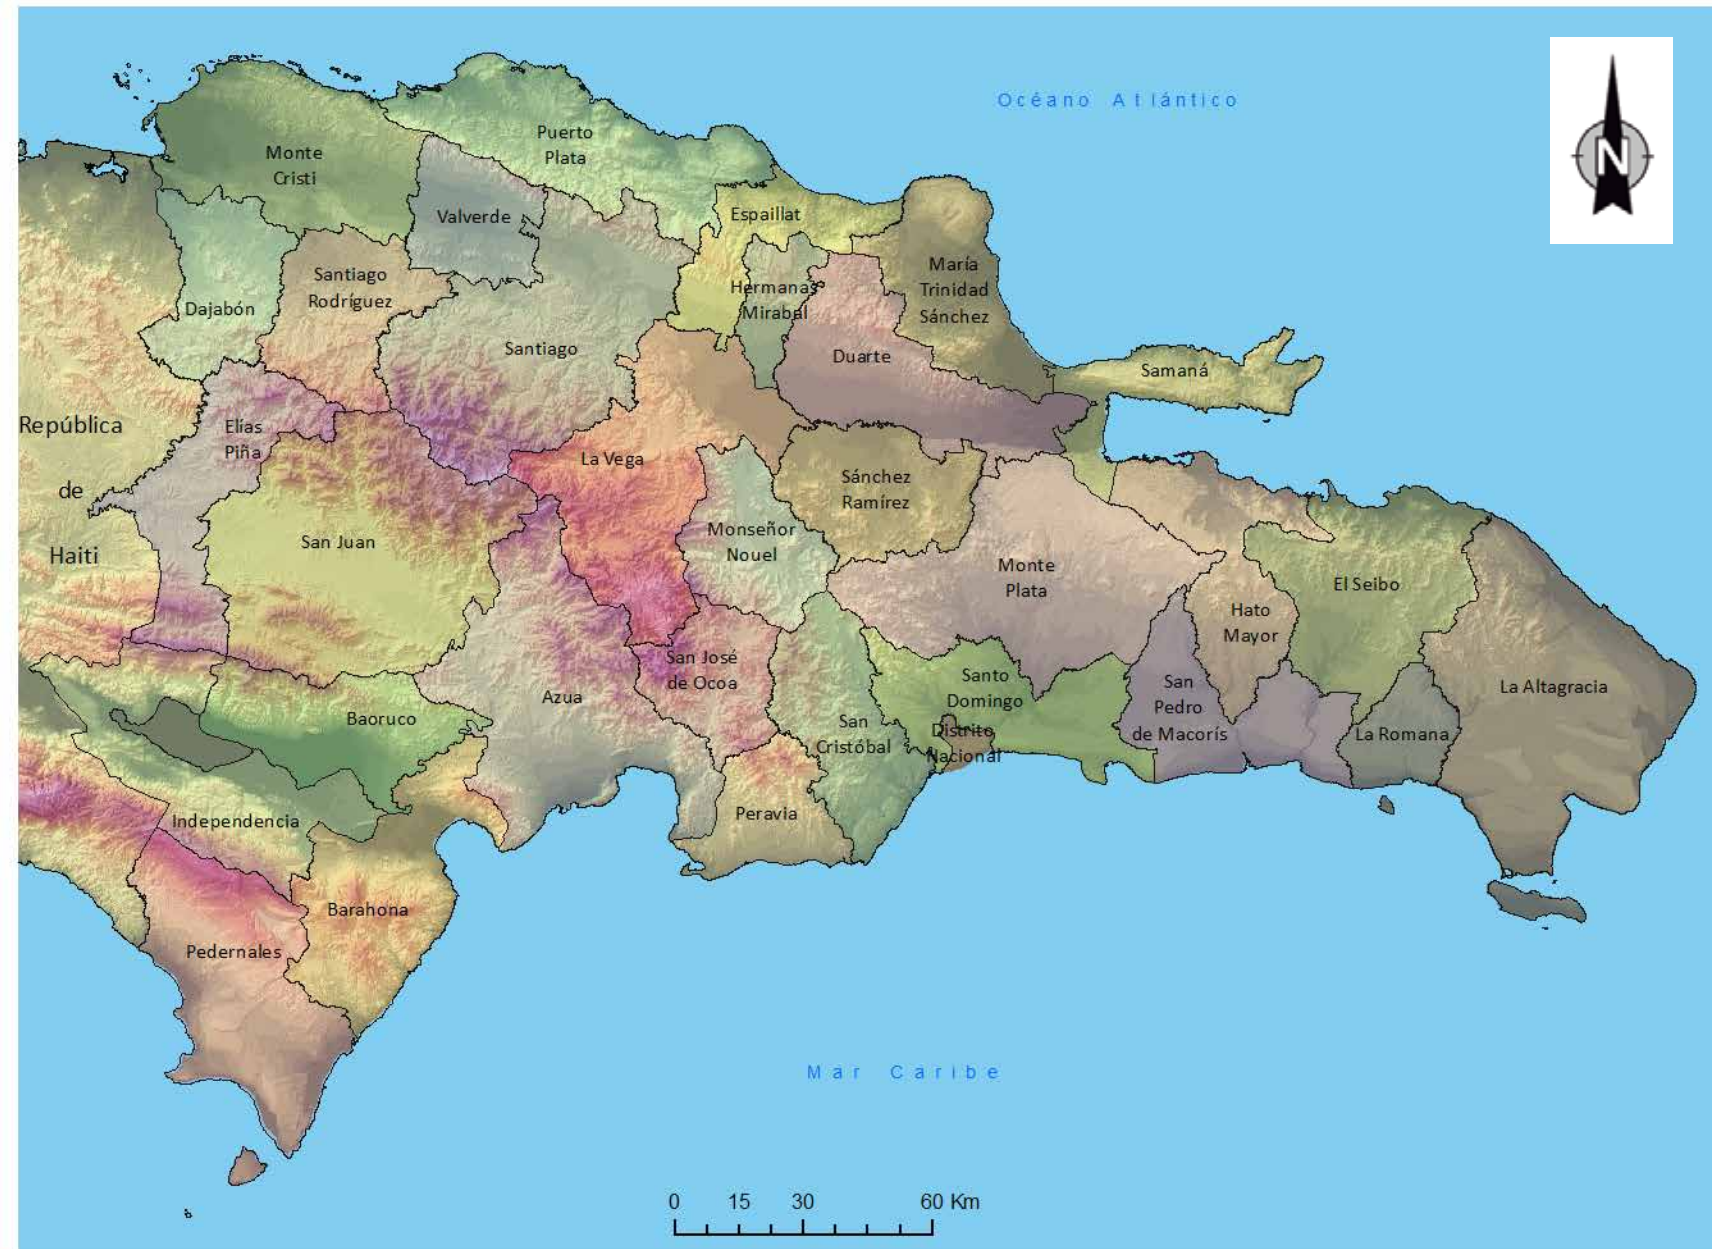 Océano Atlántico
N
Puerto
Plata
Monte
Cristi
Valverde
Espaillat
María
Trinidad
Sánchez
Santiago
Rodríguez
Dajabón
Hermanas
Mirabal
Santiago
Duarte
Samaná
República
de
Haiti
Elías
Piña
La Vega
Sánchez
Ramírez
San Juan
Monseñor
Nouel
Monte
Plata
El Seibo
Hato
Mayor
San José
de Ocoa
Azua
Baoruco
San
Cristóbal
Santo
Domingo
Distrito
Nacional
San
Pedro
de Macorís
La Romana
La Altagracia
Independencia
Peravia
Barahona
Pedernales
Mar Caribe
0 15 30 60 Km